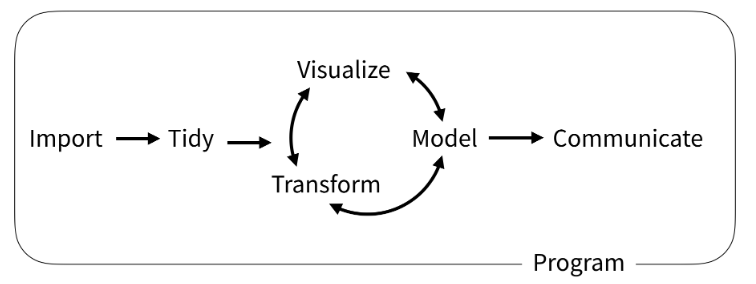 Import
Tidy
Visualize
Transform
Model
Communicate
Program